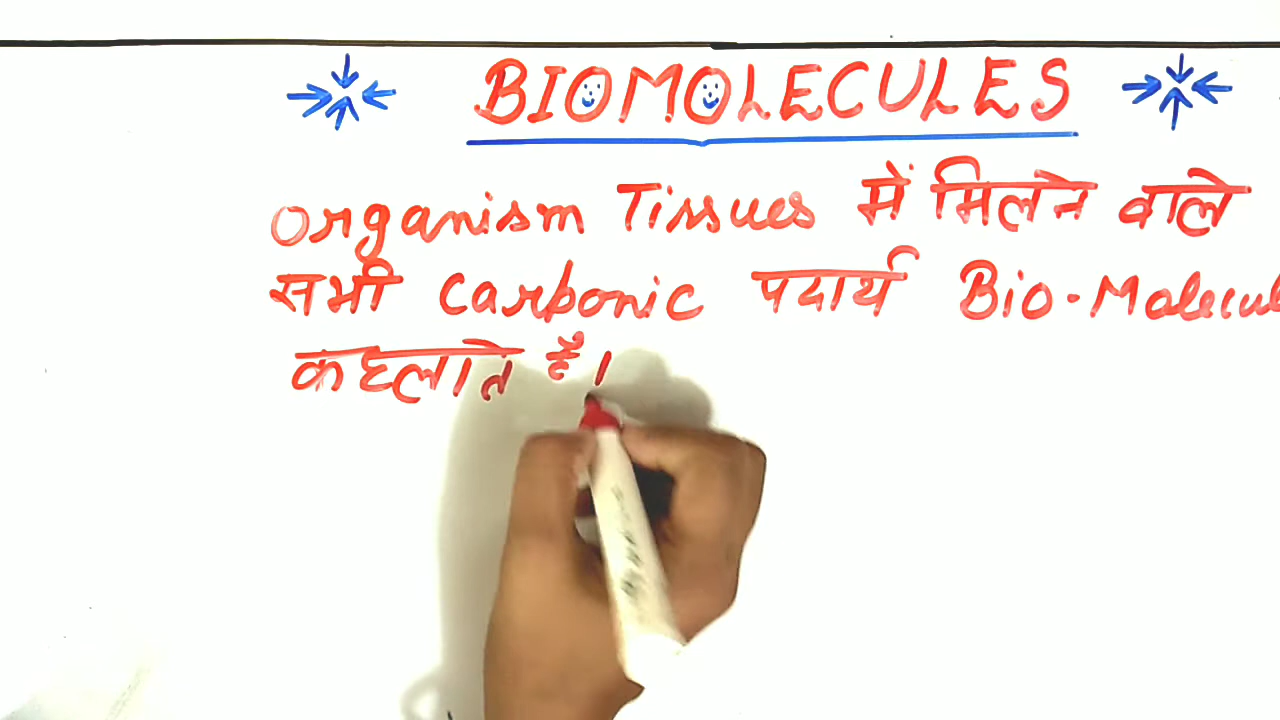 BIOMOLECULES
Organism Tissues में मिलने वाले
सभी Carbonic पदार्थ Bio-Molecul
कहलाते हैं।